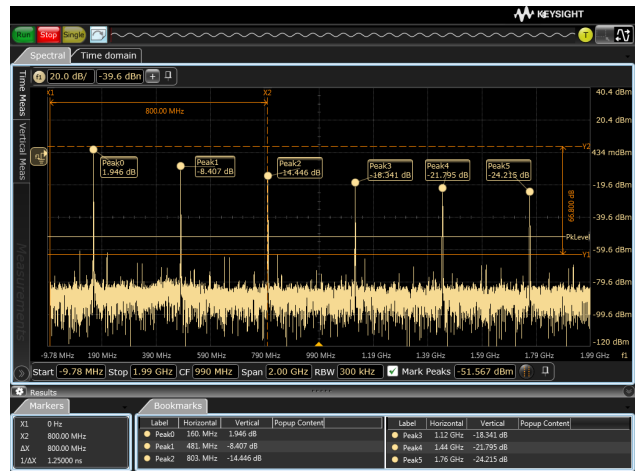 KEYSIGHT
Run Stop Single T
Spectral Time domain
Time Meas
Vertical Meas
Measurements
f1 20.0 dB/ -39.6 dBm +
X1 X2 40.4 dBm
800.00 MHz
20.4 dBm
Y2
434 mdBm
Peak0
1.946 dB
Peak1
-8.407 dB
Peak2
-14.446 dB
Peak3
-18.341 dB
Peak4
-21.795 dB
Peak5
-24.215 dB
-19.6 dBm
66.800 dB
-39.6 dBm
PkLevel
-59.6 dBm
Y1
-79.6 dBm
-99.6 dBm
-120 dBm
-9.78 MHz 190 MHz 390 MHz 590 MHz 790 MHz 990 MHz 1.19 GHz 1.39 GHz 1.59 GHz 1.79 GHz 1.99 GHz f1
Start -9.78 MHz Stop 1.99 GHz CF 990 MHz Span 2.00 GHz RBW 300 kHz Mark Peaks -51.567 dBm
Results
Markers
X1 0 Hz
X2 800.00 MHz
ΔX 800.00 MHz
1/ΔX 1.25000 ns
Bookmarks
Label Horizontal Vertical Popup Content
Peak0 160. MHz 1.946 dB
Peak1 481. MHz -8.407 dB
Peak2 803. MHz -14.446 dB
Label Horizontal Vertical Popup Content
Peak3 1.12 GHz -18.341 dB
Peak4 1.44 GHz -21.795 dB
Peak5 1.76 GHz -24.215 dB